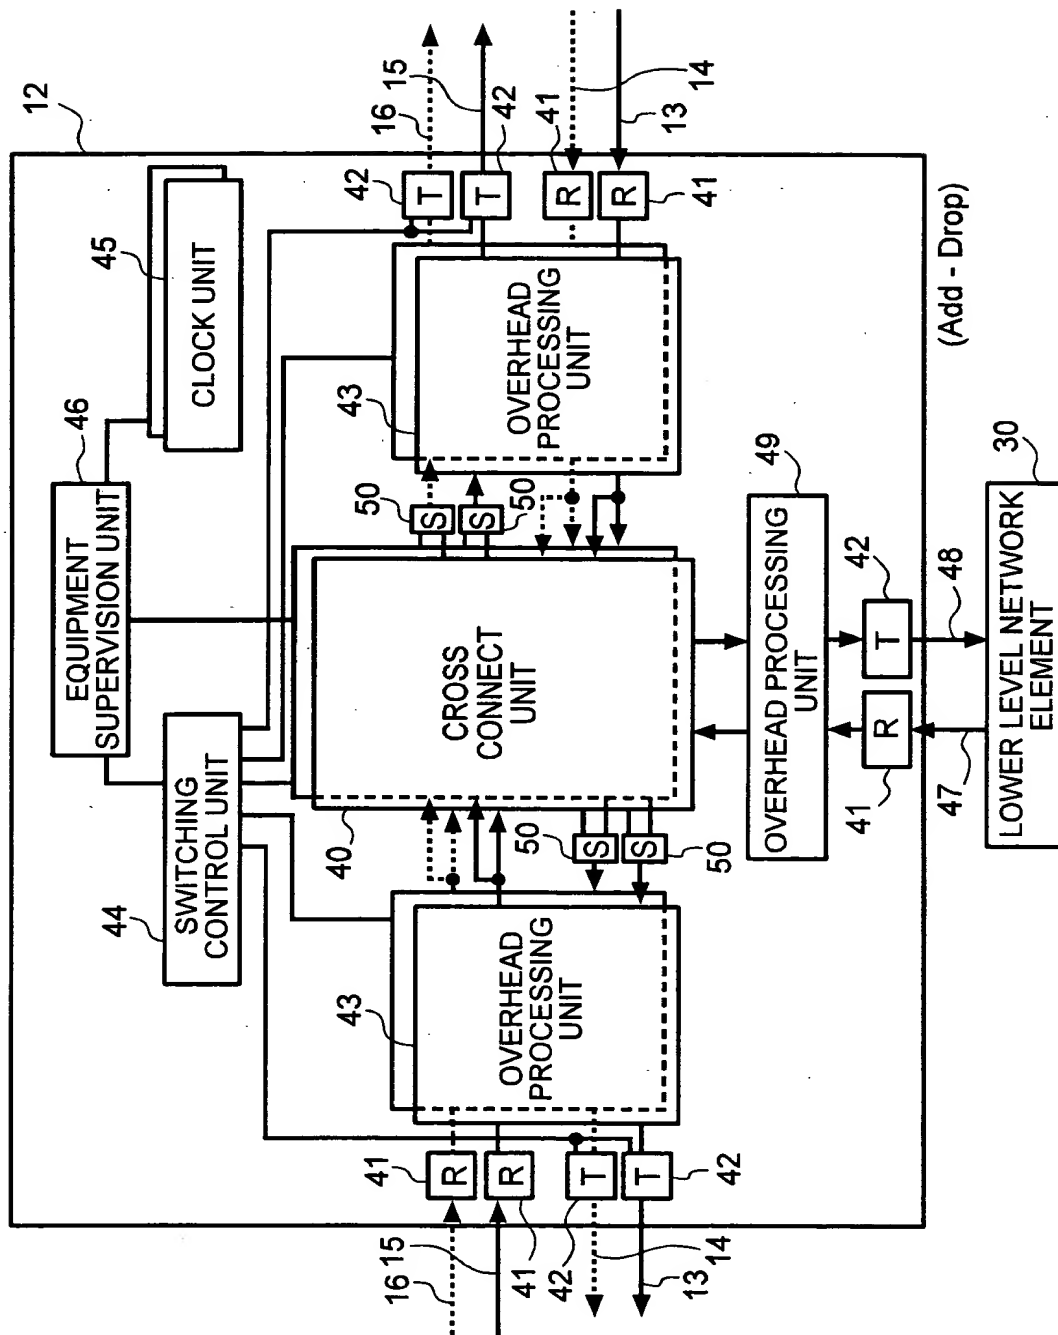 12
46
EQUIPMENT
SUPERVISION UNIT
45
CLOCK UNIT
44
SWITCHING
CONTROL UNIT
16
15
41
R
R
41
42
T
T
42
14
13
43
OVERHEAD
PROCESSING
UNIT
50
S
S
50
40
CROSS
CONNECT
UNIT
50
S
S
50
43
OVERHEAD
PROCESSING
UNIT
42
T
T
42
16
15
41
R
R
41
14
13
OVERHEAD PROCESSING
UNIT
49
41
R
T
42
47
48
(Add - Drop)
LOWER LEVEL NETWORK
ELEMENT
30